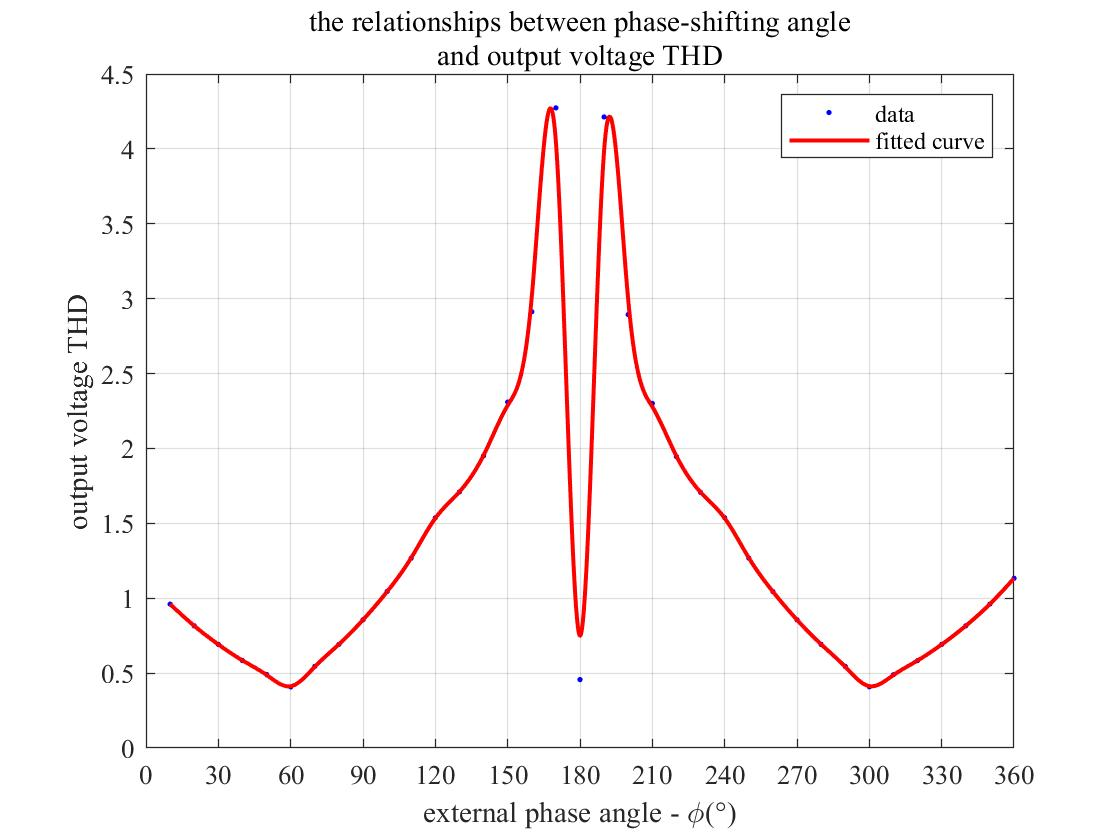 the relationships between phase-shifting angle
and output voltage THD
4.5
4
3.5
3
2.5
2
1.5
1
0.5
0
output voltage THD
data
fitted curve
0 30 60 90 120 150 180 210 240 270 300 330 360
external phase angle - ϕ(°)